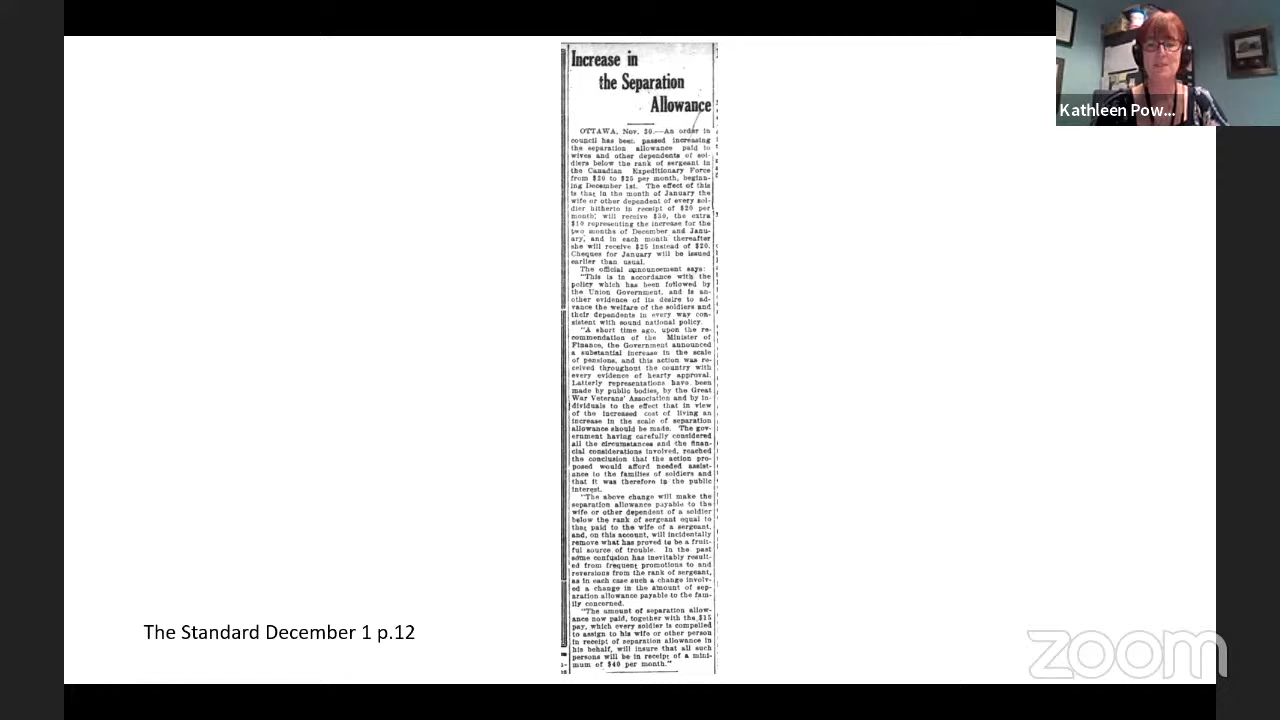 Increase in
the Separation
Allowance
OTTAWA, Nov. 30.—An order in
council has been passed increasing
the separation allowance paid to
wives and other dependents of sol-
diers below the rank of sergeant in
the Canadian Expeditionary Force
from $20 to $25 per month, begin-
ning December 1st. The effect of this
is that in the month of January the
wife or other dependent of every sol-
dier hitherto in receipt of $20 per
month, will receive $30, the extra
$10 representing the increase for the
two months of December and Janu-
ary, and in each month thereafter
she will receive $25 instead of $20.
Cheques for January will be issued
earlier than usual.
The official announcement says:
"This is in accordance with the
policy which has been followed by
the Union Government, and is an-
other evidence of its desire to ad-
vance the welfare of the soldiers and
their dependents in every way con-
sistent with sound national policy.
"A short time ago, upon the re-
commendation of the Minister of
Finance, the Government announced
a substantial increase in the scale
of pensions, and this action was re-
ceived throughout the country with
every evidence of hearty approval.
Latterly representations have been
made by public bodies, by the Great
War Veterans' Association and by in-
dividuals to the effect that in view
of the increased cost of living an
increase in the scale of separation
allowance should be made. The gov-
ernment having carefully considered
all the circumstances and the finan-
cial considerations involved, reached
the conclusion that the action pro-
posed would afford needed assist-
ance to the families of soldiers and
that it was therefore in the public
interest.
"The above change will make the
separation allowance payable to the
wife or other dependent of a soldier
below the rank of sergeant equal to
that paid to the wife of a sergeant,
and, on this account, will incidentally
remove what has proved to be a fruit-
ful source of trouble. In the past
some confusion has inevitably result-
ed from frequent promotions to and
reversions from the rank of sergeant,
as in each case such a change involv-
ed a change in the amount of sep-
aration allowance payable to the fam-
ily concerned.
"The amount of separation allow-
ance now paid, together with the $15
pay, which every soldier is compelled
to assign to his wife or other person
in receipt of separation allowance in
his behalf, will insure that all such
persons will be in receipt of a mini-
mum of $40 per month."
The Standard December 1 p.12
Kathleen Pow...
zoom